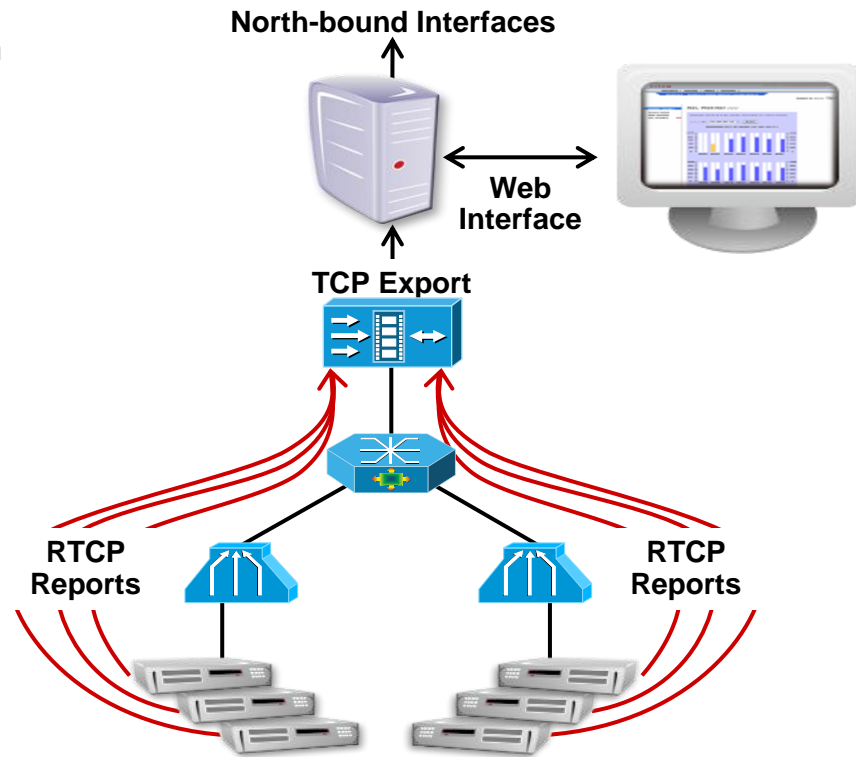 North-bound Interfaces
Web
Interface
TCP Export
RTCP
Reports
RTCP
Reports